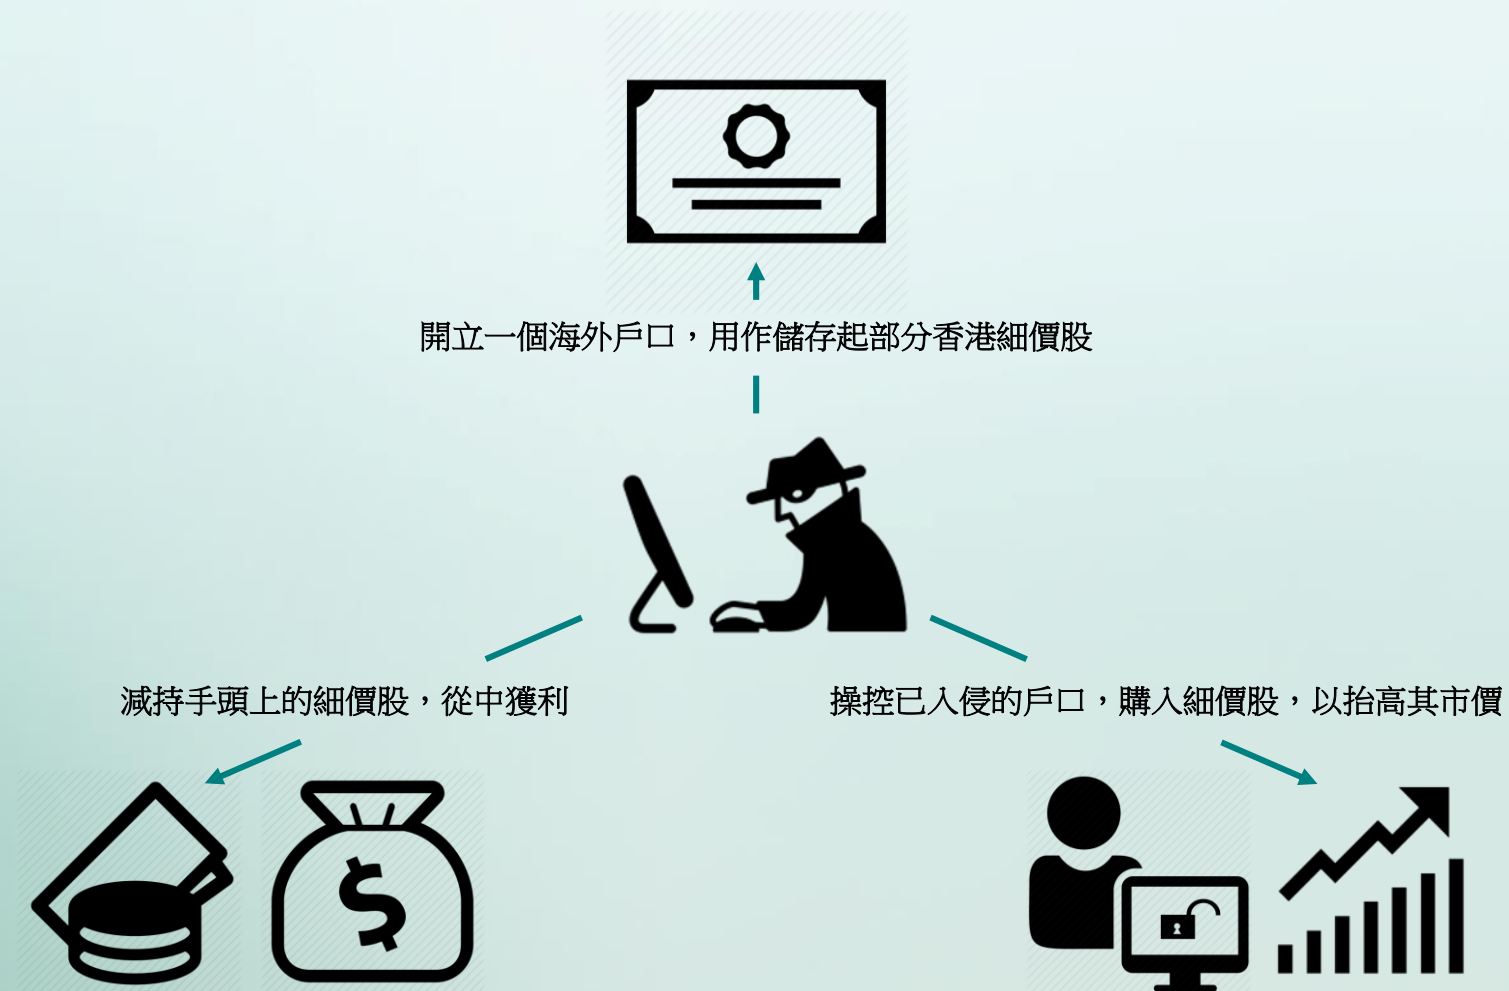 開立一個海外戶口，用作儲存起部分香港細價股
減持手頭上的細價股，從中獲利
操控已入侵的戶口，購入細價股，以抬高其市價